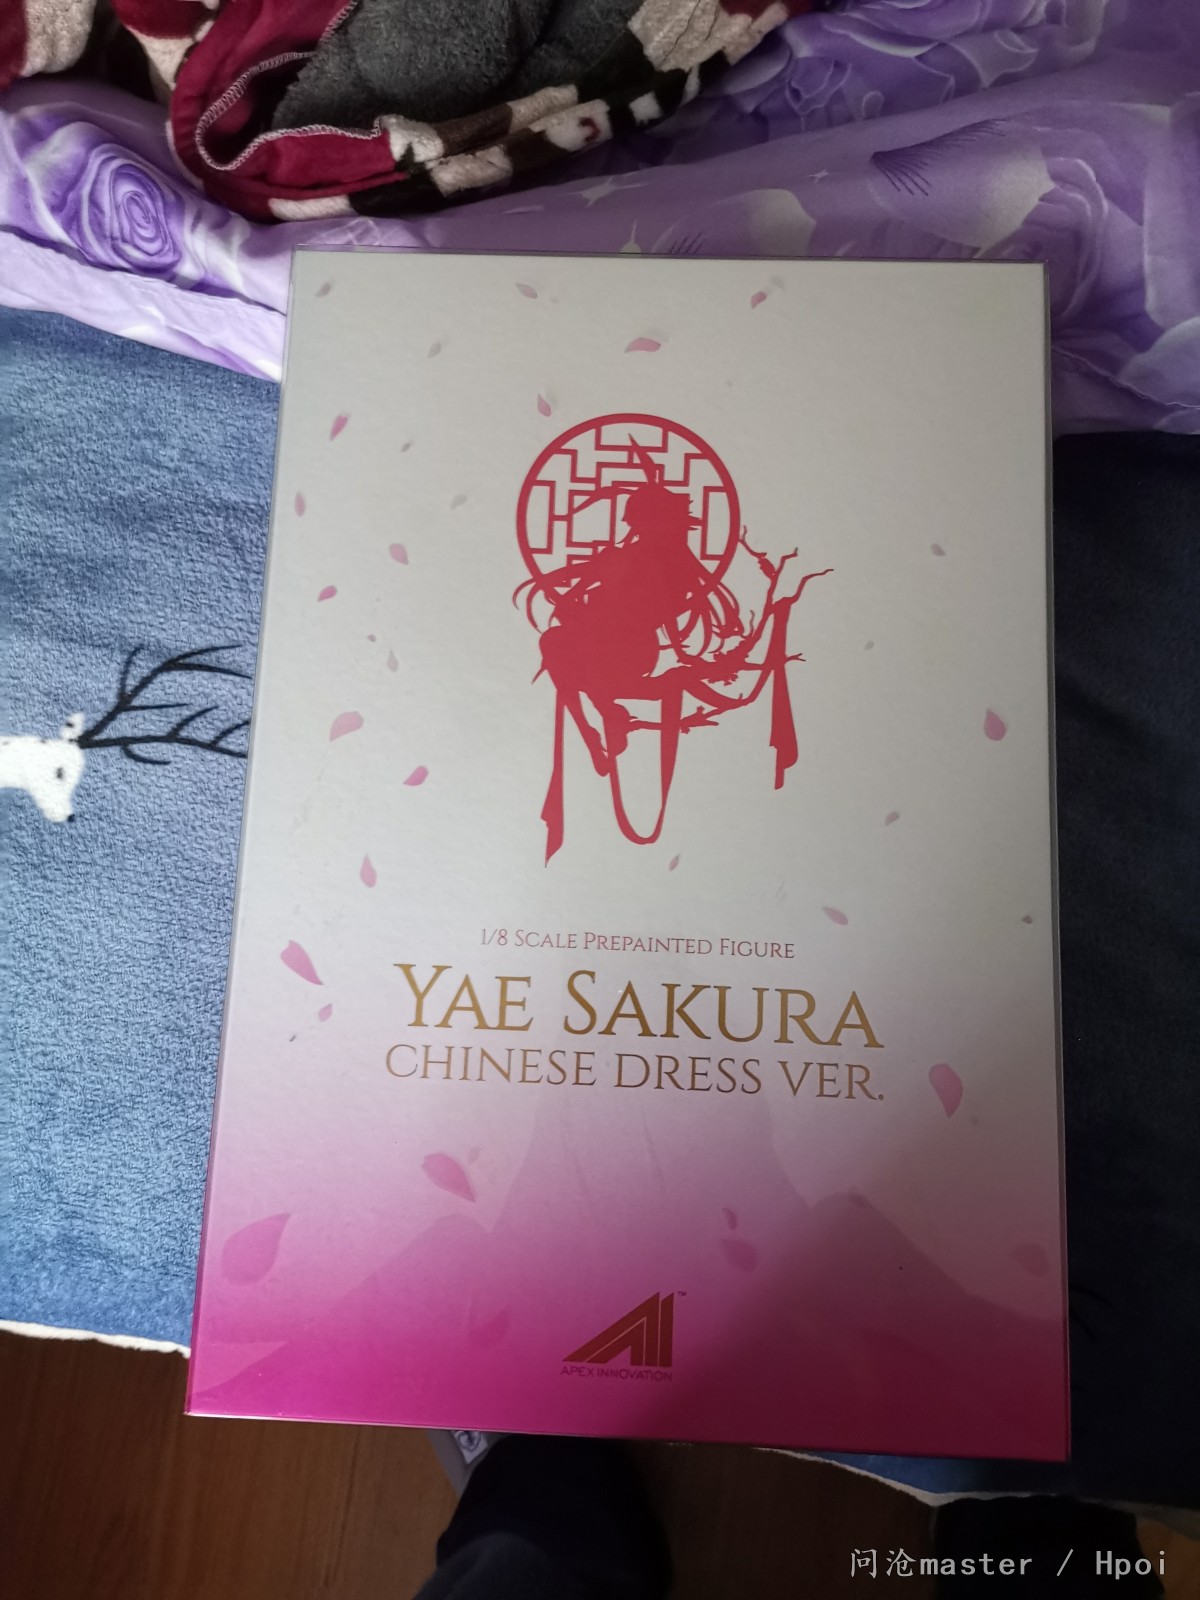 1/8 SCALE PREPAINTED FIGURE
YAE SAKURA
CHINESE DRESS VER.
TM
APEX INNOVATION
问沧master / Hpoi